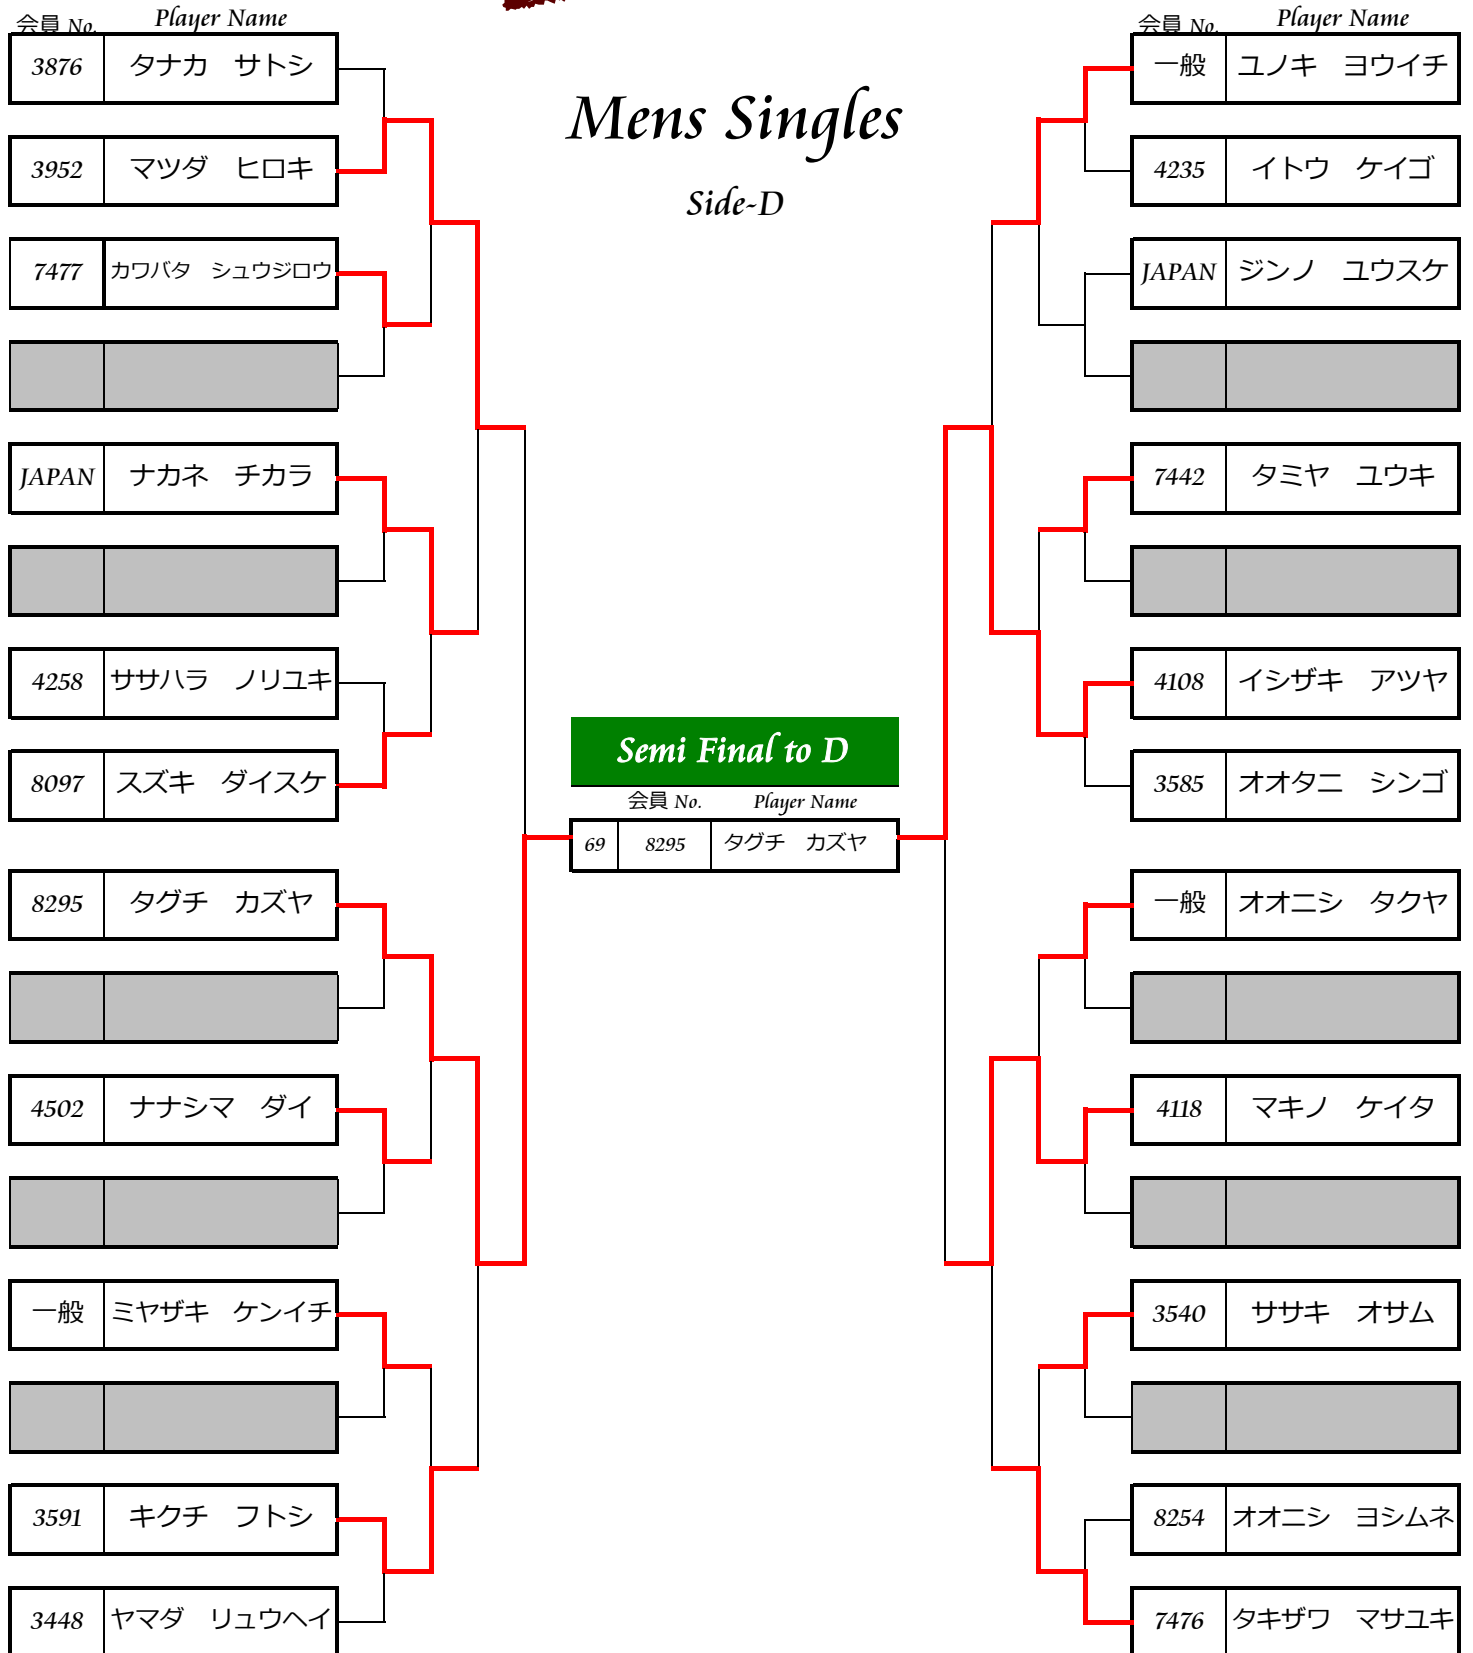 会員 No. Player Name
3876 タナカ サトシ
3952 マツダ ヒロキ
7477 カワバタ シュウジロウ
JAPAN ナカネ チカラ
4258 ササハラ ノリユキ
8097 スズキ ダイスケ
8295 タグチ カズヤ
4502 ナナシマ ダイ
一般 ミヤザキ ケンイチ
3591 キクチ フトシ
3448 ヤマダ リュウヘイ
Mens Singles
Side-D
Semi Final to D
会員 No. Player Name
69 8295 タグチ カズヤ
会員 No. Player Name
一般 ユノキ ヨウイチ
4235 イトウ ケイゴ
JAPAN ジンノ ユウスケ
7442 タミヤ ユウキ
4108 イシザキ アツヤ
3585 オオタニ シンゴ
一般 オオニシ タクヤ
4118 マキノ ケイタ
3540 ササキ オサム
8254 オオニシ ヨシムネ
7476 タキザワ マサユキ